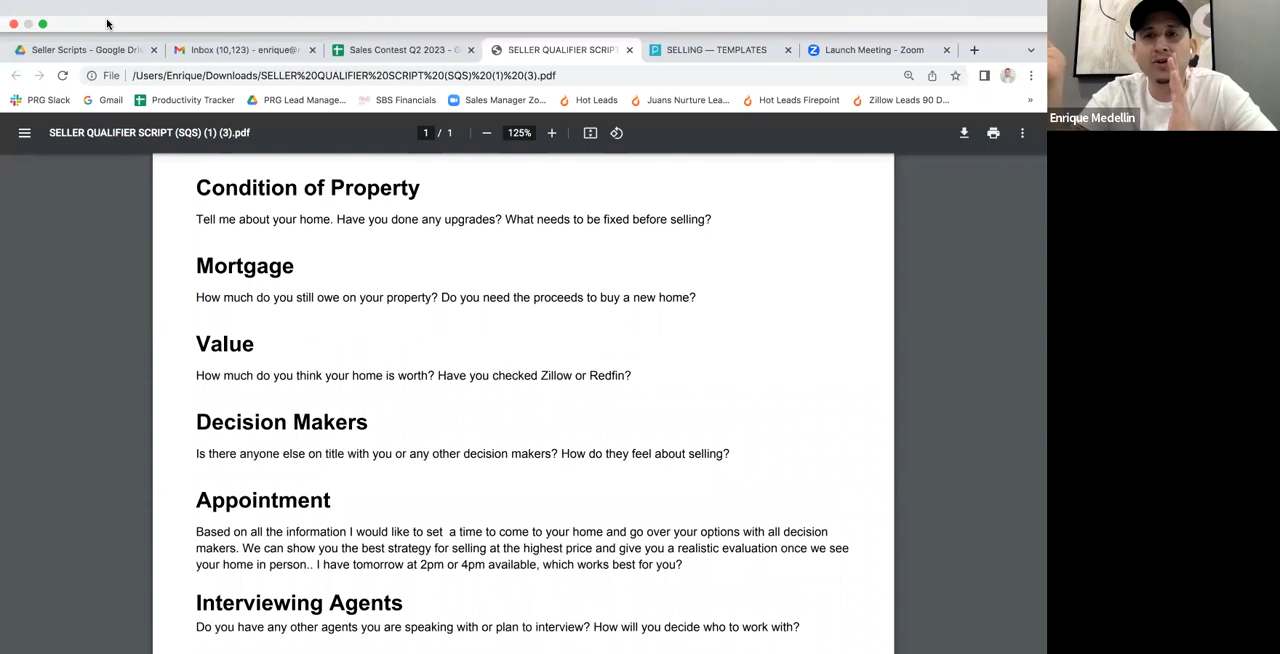 Seller Scripts - Google Dri
Inbox (10,123) - enrique@r
Sales Contest Q2 2023 - G
SELLER QUALIFIER SCRIPT
SELLING — TEMPLATES
Launch Meeting - Zoom
File
/Users/Enrique/Downloads/SELLER%20QUALIFIER%20SCRIPT%20(SQS)%20(1)%20(3).pdf
PRG Slack
Gmail
Productivity Tracker
PRG Lead Manage...
SBS Financials
Sales Manager Zo...
Hot Leads
Juans Nurture Lea...
Hot Leads Firepoint
Zillow Leads 90 D...
»
SELLER QUALIFIER SCRIPT (SQS) (1) (3).pdf
1 / 1
125%
Enrique Medellin
Condition of Property
Tell me about your home. Have you done any upgrades? What needs to be fixed before selling?
Mortgage
How much do you still owe on your property? Do you need the proceeds to buy a new home?
Value
How much do you think your home is worth? Have you checked Zillow or Redfin?
Decision Makers
Is there anyone else on title with you or any other decision makers? How do they feel about selling?
Appointment
Based on all the information I would like to set  a time to come to your home and go over your options with all decision
makers. We can show you the best strategy for selling at the highest price and give you a realistic evaluation once we see
your home in person.. I have tomorrow at 2pm or 4pm available, which works best for you?
Interviewing Agents
Do you have any other agents you are speaking with or plan to interview? How will you decide who to work with?